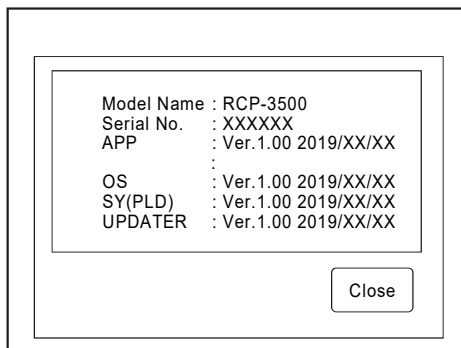 Model Name : RCP-3500
Serial No. : XXXXXX
APP : Ver.1.00 2019/XX/XX
:
OS : Ver.1.00 2019/XX/XX
SY(PLD) : Ver.1.00 2019/XX/XX
UPDATER : Ver.1.00 2019/XX/XX
Close